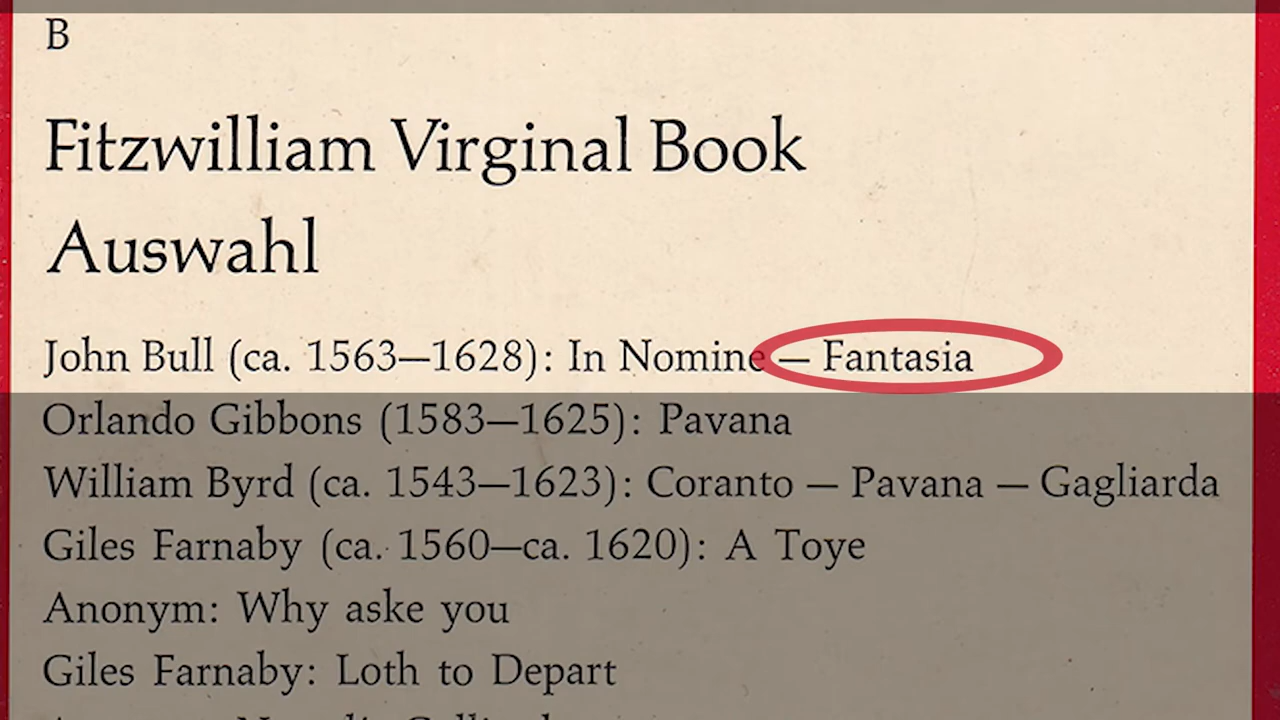 B
Fitzwilliam Virginal Book
Auswahl
John Bull (ca. 1563—1628): In Nomine — Fantasia
Orlando Gibbons (1583—1625): Pavana
William Byrd (ca. 1543—1623): Coranto — Pavana — Gagliarda
Giles Farnaby (ca. 1560—ca. 1620): A Toye
Anonym: Why aske you
Giles Farnaby: Loth to Depart